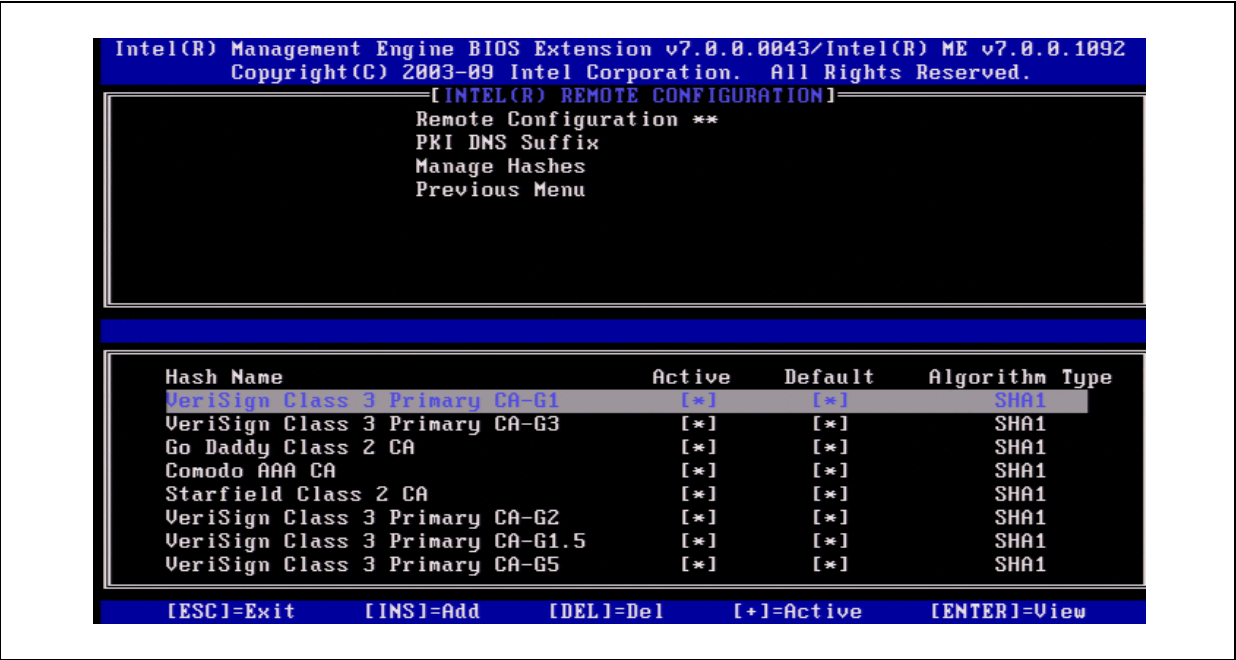 Intel(R) Management Engine BIOS Extension v7.0.0.0043/Intel(R) ME v7.0.0.1092
Copyright(C) 2003-09 Intel Corporation. All Rights Reserved.
[INTEL(R) REMOTE CONFIGURATION]
Remote Configuration **
PKI DNS Suffix
Manage Hashes
Previous Menu
Hash Name Active Default Algorithm Type
VeriSign Class 3 Primary CA-G1 [*] [*] SHA1
VeriSign Class 3 Primary CA-G3 [*] [*] SHA1
Go Daddy Class 2 CA [*] [*] SHA1
Comodo AAA CA [*] [*] SHA1
Starfield Class 2 CA [*] [*] SHA1
VeriSign Class 3 Primary CA-G2 [*] [*] SHA1
VeriSign Class 3 Primary CA-G1.5 [*] [*] SHA1
VeriSign Class 3 Primary CA-G5 [*] [*] SHA1
[ESC]=Exit [INS]=Add [DEL]=Del [+]=Active [ENTER]=View